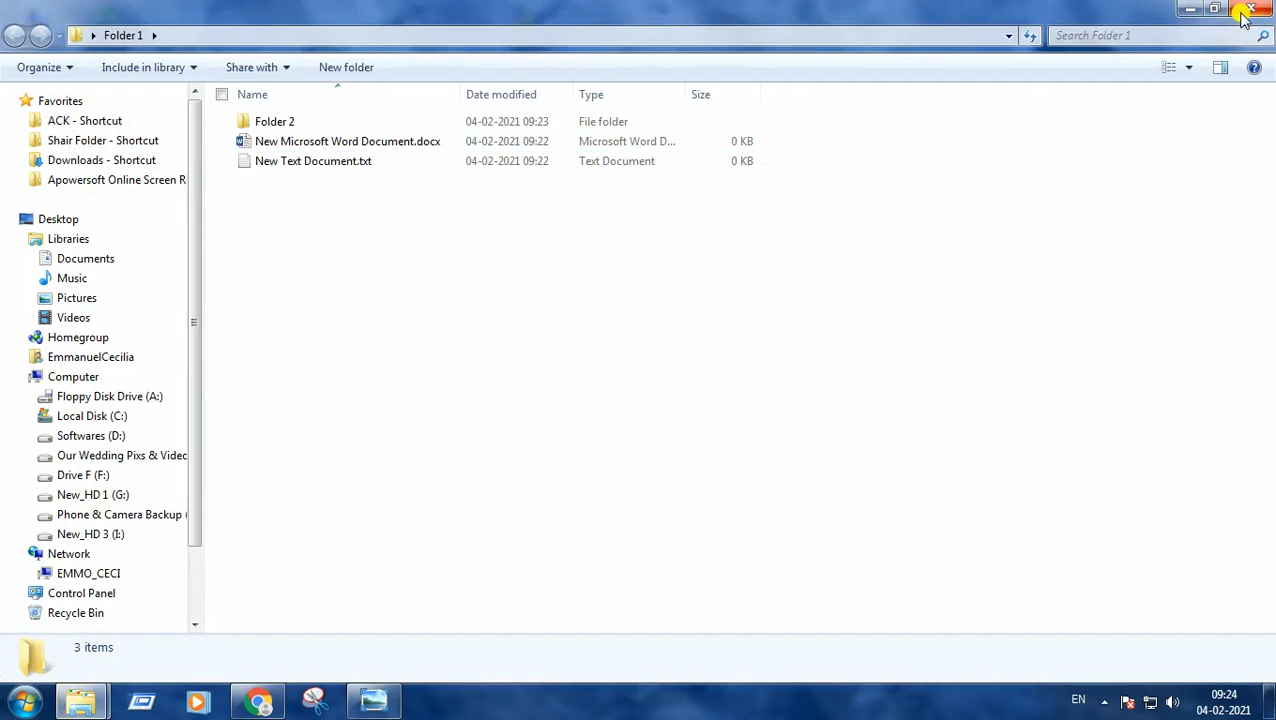 Folder 1
Search Folder 1
Organize Include in library Share with New folder
Name Date modified Type Size
Folder 2 04-02-2021 09:23 File folder
New Microsoft Word Document.docx 04-02-2021 09:22 Microsoft Word D... 0 KB
New Text Document.txt 04-02-2021 09:22 Text Document 0 KB
Favorites
ACK - Shortcut
Shair Folder - Shortcut
Downloads - Shortcut
Apowersoft Online Screen R
Desktop
Libraries
Documents
Music
Pictures
Videos
Homegroup
EmmanuelCecilia
Computer
Floppy Disk Drive (A:)
Local Disk (C:)
Softwares (D:)
Our Wedding Pixs & Video
Drive F (F:)
New_HD 1 (G:)
Phone & Camera Backup (
New_HD 3 (I:)
Network
EMMO_CECI
Control Panel
Recycle Bin
3 items
EN
09:24
04-02-2021